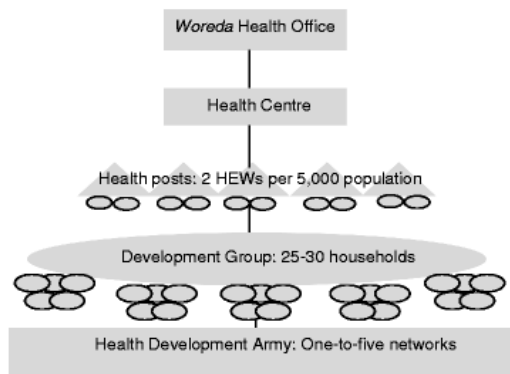 Woreda Health Office
Health Centre
Health posts: 2 HEWs per 5,000 population
Development Group: 25-30 households
Health Development Army: One-to-five networks